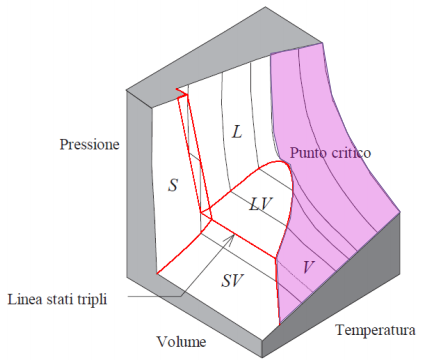 Pressione
L
Punto critico
S
LV
V
SV
Linea stati tripli
Volume
Temperatura